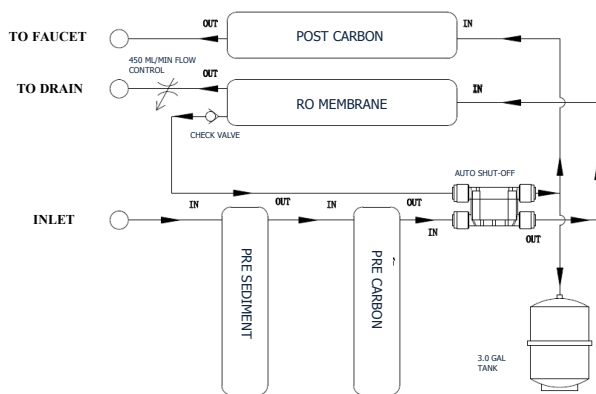 OUT
IN
TO FAUCET
POST CARBON
450 ML/MIN FLOW
CONTROL
OUT
IN
TO DRAIN
RO MEMBRANE
CHECK VALVE
AUTO SHUT-OFF
IN
OUT
IN
OUT
INLET
IN
OUT
PRE SEDIMENT
PRE CARBON
3.0 GAL
TANK